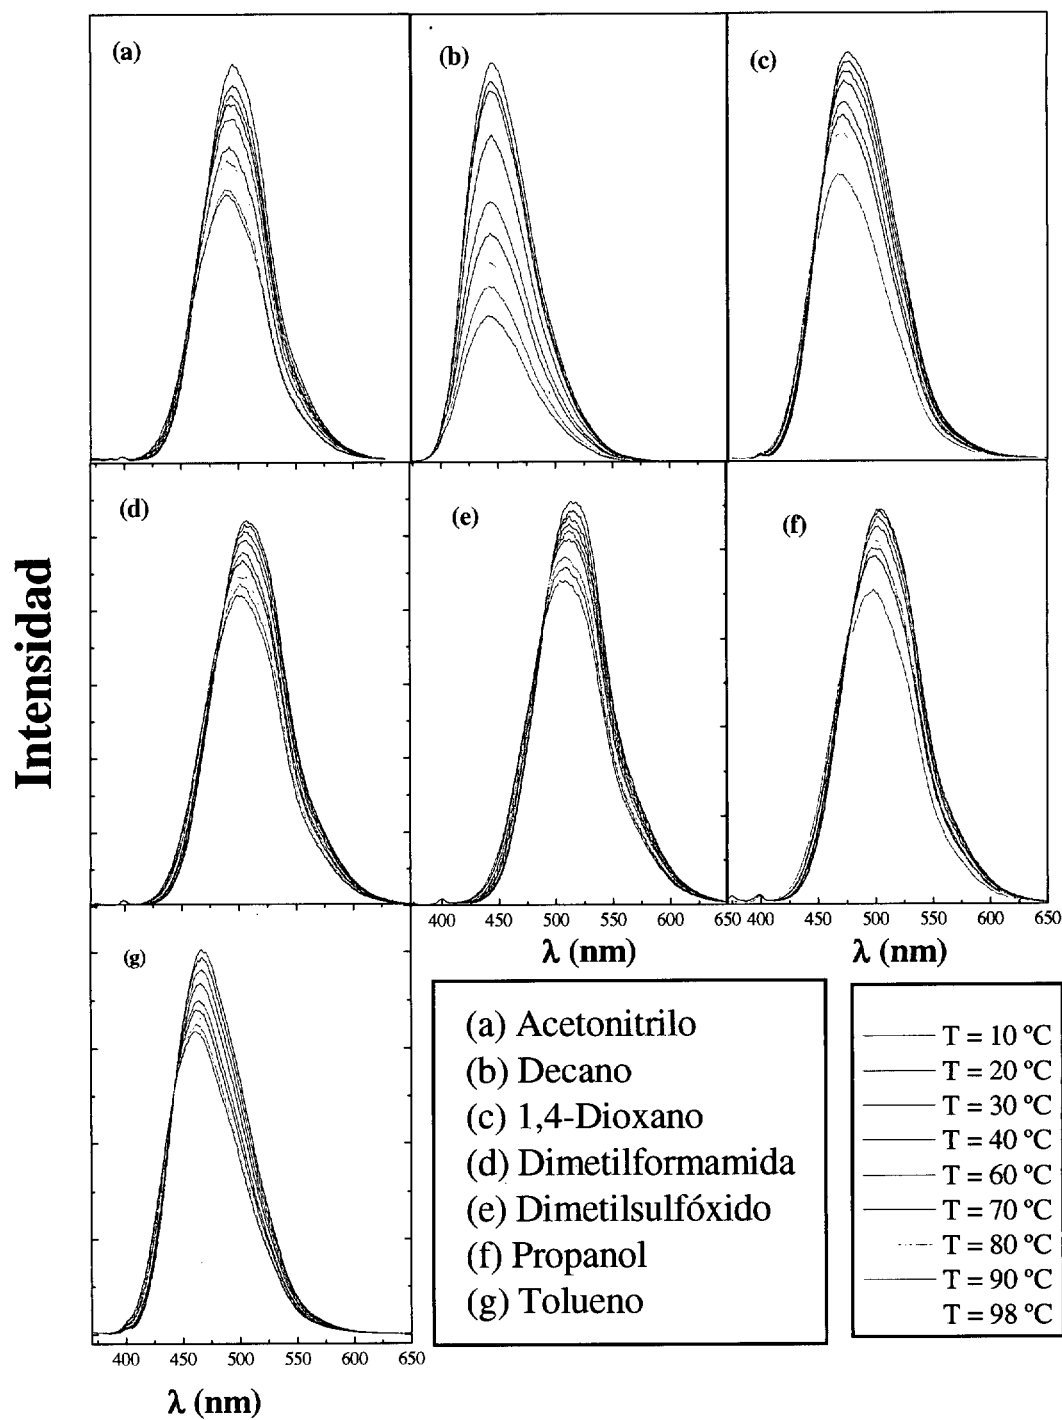 (a)
(b)
(c)
(d)
(e)
(f)
Intensidad
400 450 500 550 600 650
350 400 450 500 550 600 650
λ (nm)
λ (nm)
(g)
400 450 500 550 600 650
λ (nm)
(a) Acetonitrilo
(b) Decano
(c) 1,4-Dioxano
(d) Dimetilformamida
(e) Dimetilsulfóxido
(f) Propanol
(g) Tolueno
T = 10 ºC
T = 20 ºC
T = 30 ºC
T = 40 ºC
T = 60 ºC
T = 70 ºC
T = 80 ºC
T = 90 ºC
T = 98 ºC